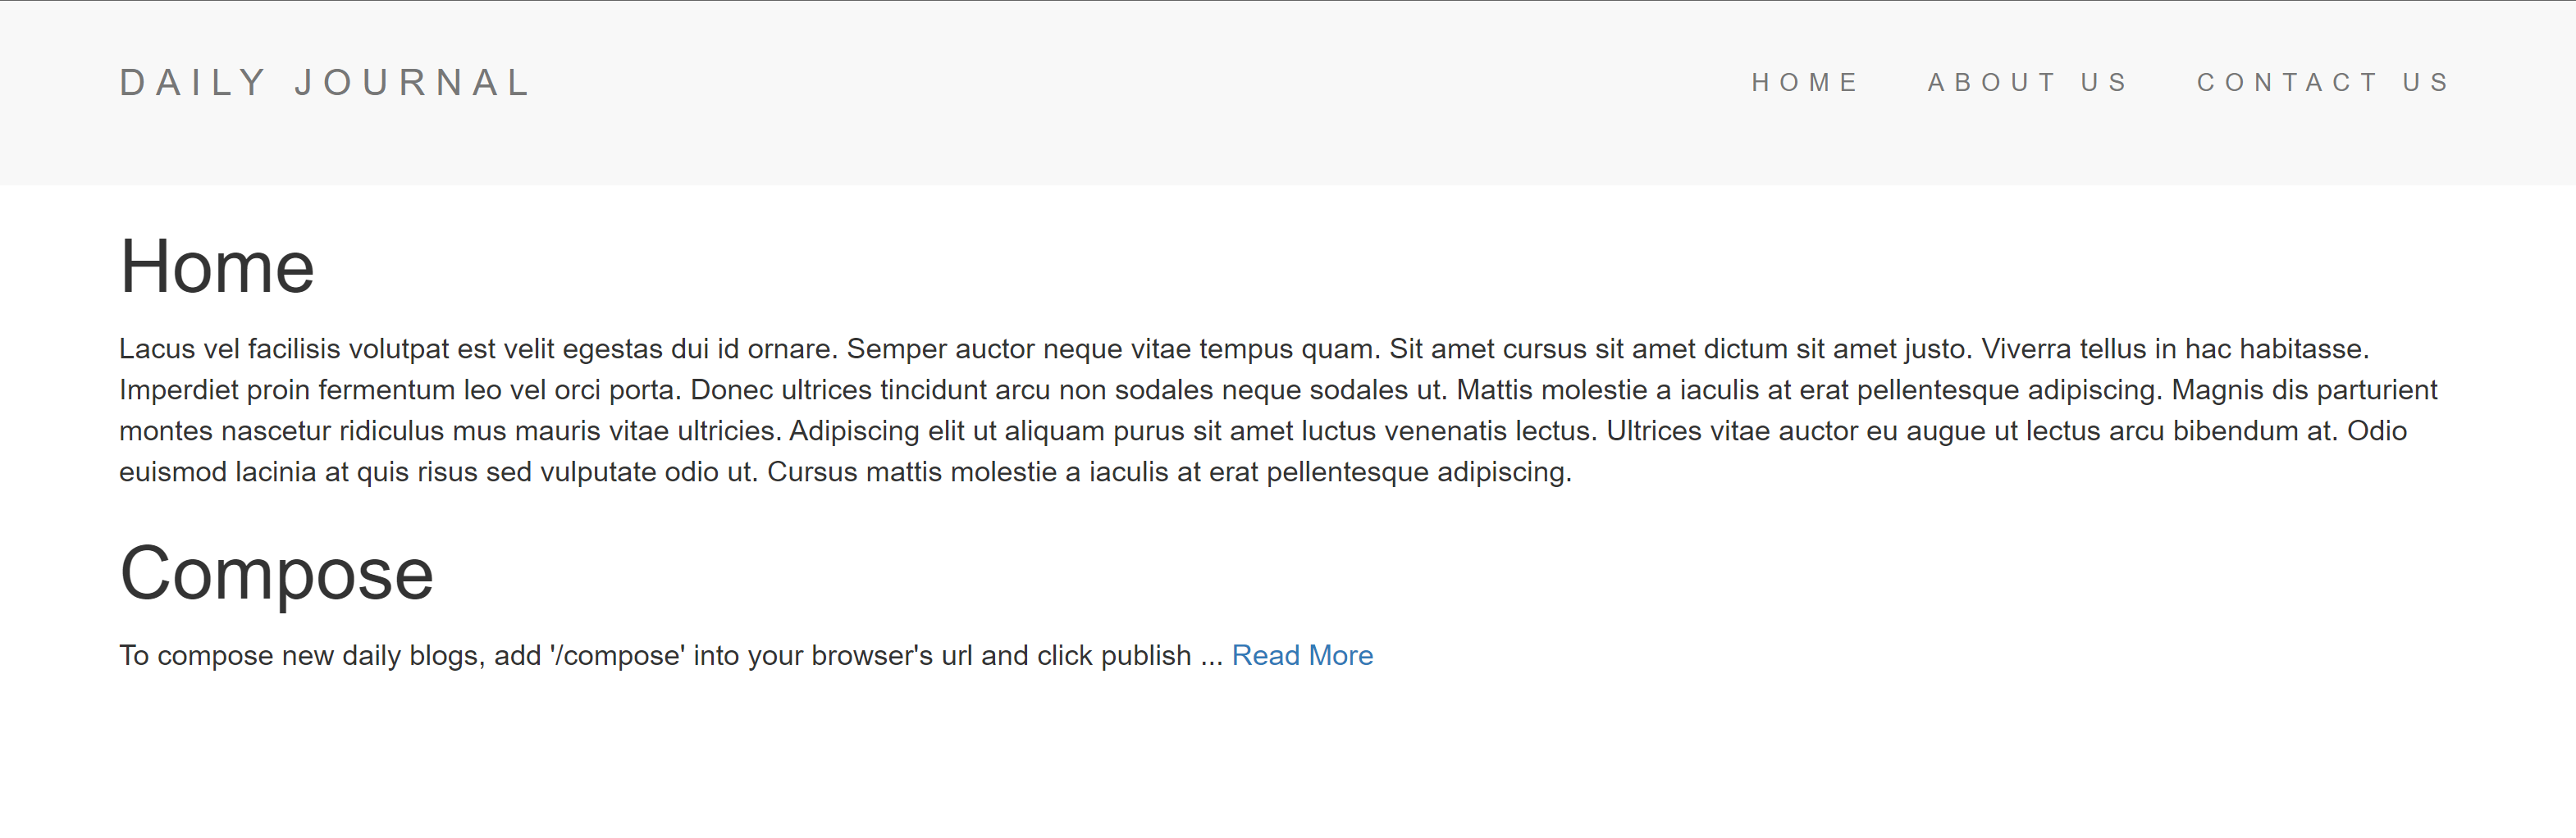 DAILY JOURNAL
HOME ABOUT US CONTACT US
Home
Lacus vel facilisis volutpat est velit egestas dui id ornare. Semper auctor neque vitae tempus quam. Sit amet cursus sit amet dictum sit amet justo. Viverra tellus in hac habitasse.
Imperdiet proin fermentum leo vel orci porta. Donec ultrices tincidunt arcu non sodales neque sodales ut. Mattis molestie a iaculis at erat pellentesque adipiscing. Magnis dis parturient
montes nascetur ridiculus mus mauris vitae ultricies. Adipiscing elit ut aliquam purus sit amet luctus venenatis lectus. Ultrices vitae auctor eu augue ut lectus arcu bibendum at. Odio
euismod lacinia at quis risus sed vulputate odio ut. Cursus mattis molestie a iaculis at erat pellentesque adipiscing.
Compose
To compose new daily blogs, add '/compose' into your browser's url and click publish ... Read More